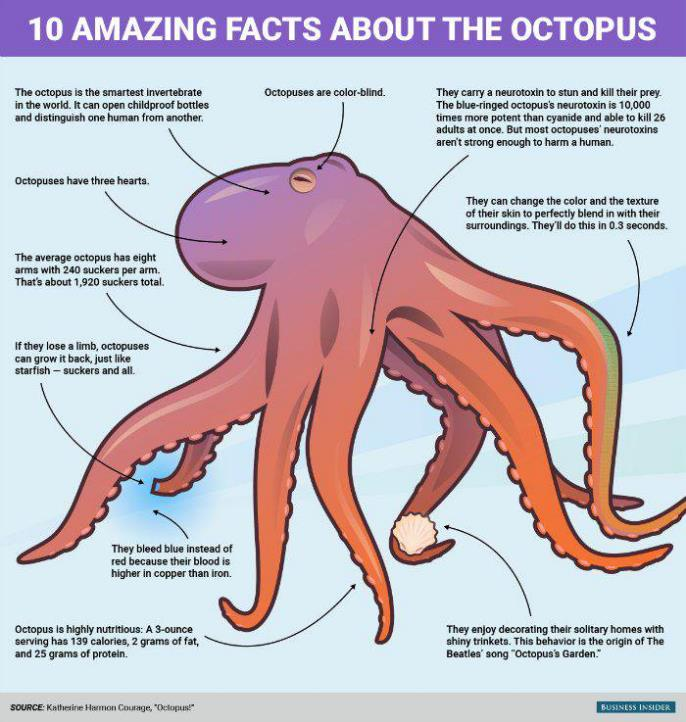 10 AMAZING FACTS ABOUT THE OCTOPUS
The octopus is the smartest invertebrate
in the world. It can open childproof bottles
and distinguish one human from another.
Octopuses are color-blind.
They carry a neurotoxin to stun and kill their prey.
The blue-ringed octopus's neurotoxin is 10,000
times more potent than cyanide and able to kill 26
adults at once. But most octopuses' neurotoxins
aren't strong enough to harm a human.
Octopuses have three hearts.
They can change the color and the texture
of their skin to perfectly blend in with their
surroundings. They'll do this in 0.3 seconds.
The average octopus has eight
arms with 240 suckers per arm.
That's about 1,920 suckers total.
If they lose a limb, octopuses
can grow it back, just like
starfish — suckers and all.
They bleed blue instead of
red because their blood is
higher in copper than iron.
Octopus is highly nutritious: A 3-ounce
serving has 139 calories, 2 grams of fat,
and 25 grams of protein.
They enjoy decorating their solitary homes with
shiny trinkets. This behavior is the origin of The
Beatles' song "Octopus's Garden."
SOURCE: Katherine Harmon Courage, "Octopus!"
BUSINESS INSIDER